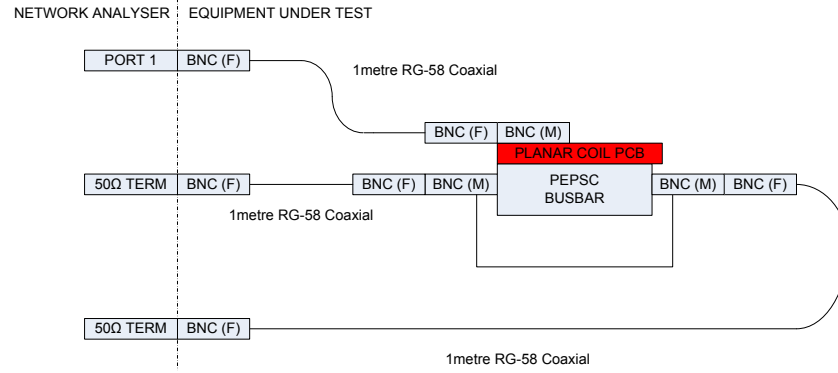 NETWORK ANALYSER EQUIPMENT UNDER TEST
PORT 1 BNC (F)
1metre RG-58 Coaxial
BNC (F) BNC (M)
PLANAR COIL PCB
50Ω TERM BNC (F)
BNC (F) BNC (M)
PEPSC
BUSBAR
BNC (M) BNC (F)
1metre RG-58 Coaxial
50Ω TERM BNC (F)
1metre RG-58 Coaxial